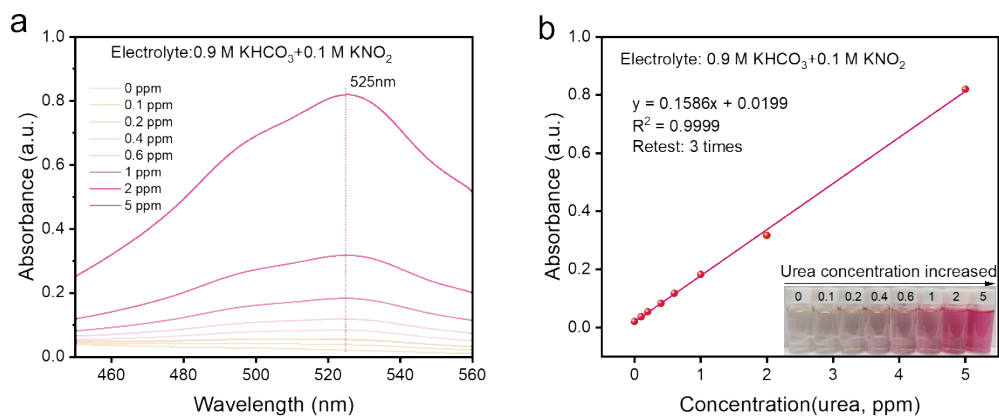 a
Electrolyte:0.9 M KHCO₃+0.1 M KNO₂
525nm
0 ppm
0.1 ppm
0.2 ppm
0.4 ppm
0.6 ppm
1 ppm
2 ppm
5 ppm
Absorbance (a.u.)
1.0
0.8
0.6
0.4
0.2
0.0
460 480 500 520 540 560
Wavelength (nm)
b
Electrolyte: 0.9 M KHCO₃+0.1 M KNO₂
y = 0.1586x + 0.0199
R² = 0.9999
Retest: 3 times
Absorbance (a.u.)
1.0
0.8
0.6
0.4
0.2
0.0
Urea concentration increased
0 0.1 0.2 0.4 0.6 1 2 5
0 1 2 3 4 5
Concentration(urea, ppm)